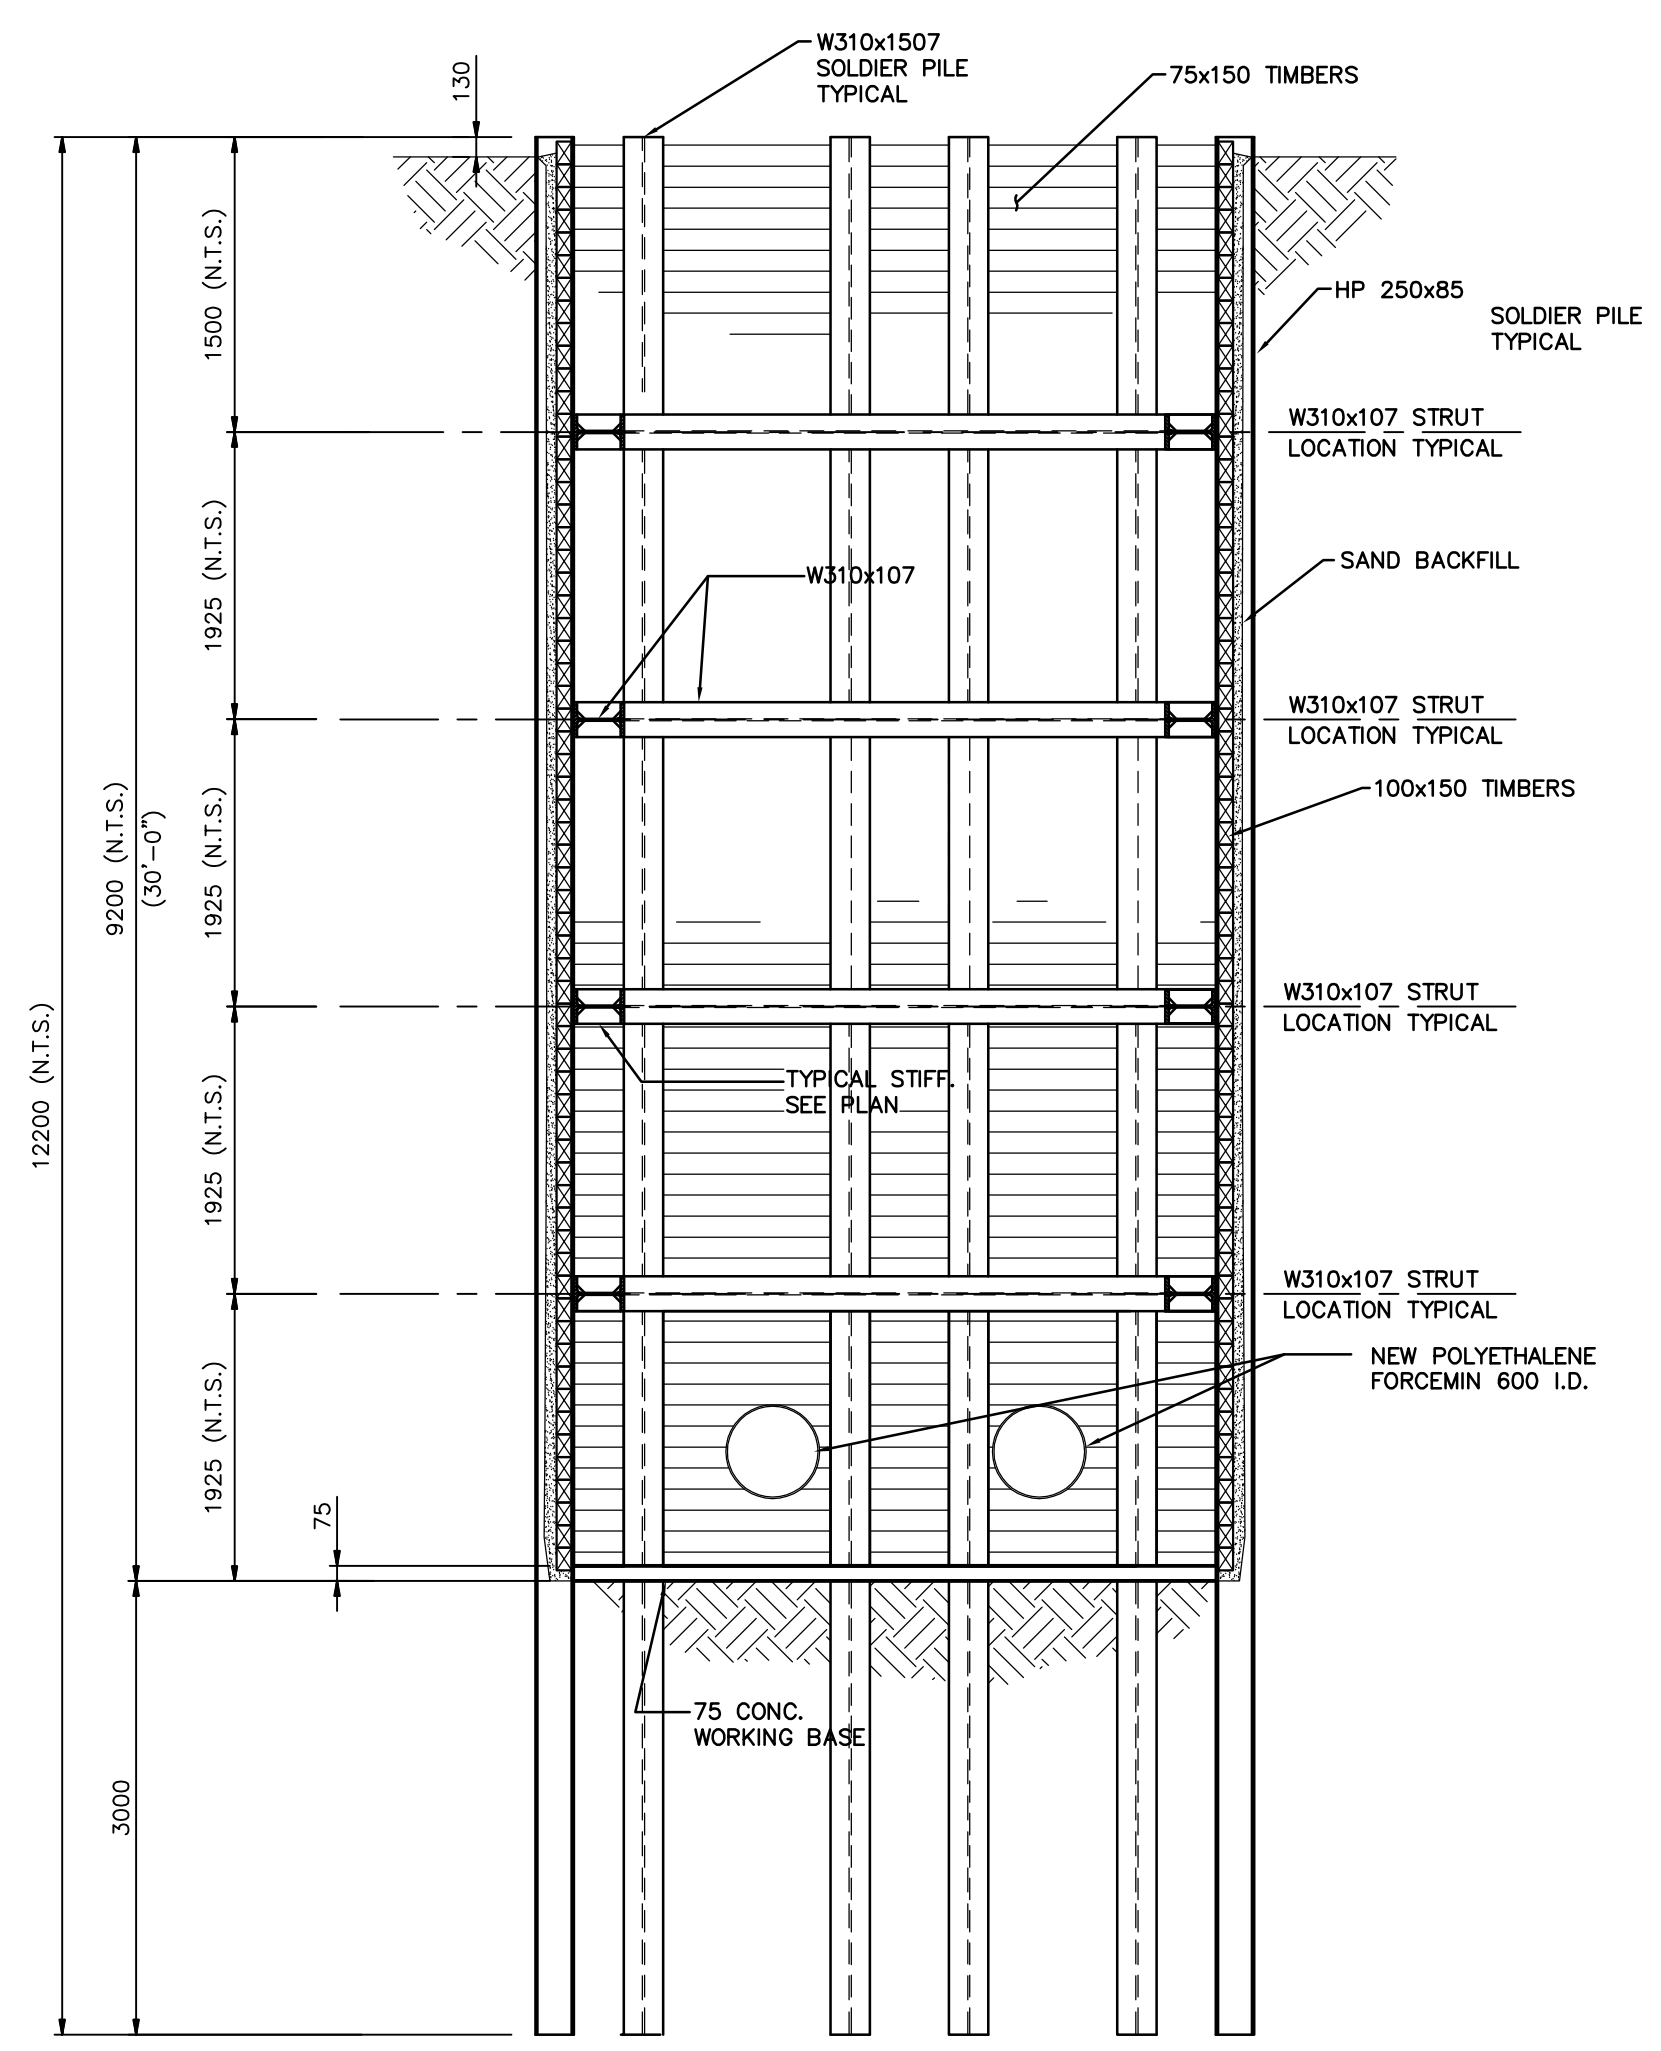 W310x1507
SOLDIER PILE
TYPICAL
75x150 TIMBERS
130
HP 250x85
SOLDIER PILE
TYPICAL
1500 (N.T.S.)
W310x107 STRUT
LOCATION TYPICAL
1925 (N.T.S.)
SAND BACKFILL
W310x107
W310x107 STRUT
LOCATION TYPICAL
100x150 TIMBERS
1925 (N.T.S.)
9200 (N.T.S.)
(30'-0")
W310x107 STRUT
LOCATION TYPICAL
12200 (N.T.S.)
TYPICAL STIFF.
SEE PLAN
1925 (N.T.S.)
W310x107 STRUT
LOCATION TYPICAL
NEW POLYETHALENE
FORCEMIN 600 I.D.
1925 (N.T.S.)
75
75 CONC.
WORKING BASE
3000